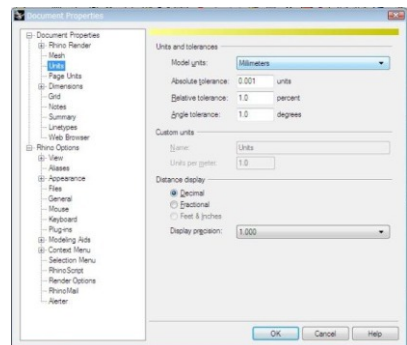 Document Properties
Document Properties
Rhino Render
Mesh
Units
Page Units
Dimensions
Grid
Notes
Summary
Linetypes
Web Browser
Rhino Options
View
Aliases
Appearance
Files
General
Mouse
Keyboard
Plug-ins
Modeling Aids
Context Menu
Selection Menu
RhinoScript
Render Options
RhinoMail
Alerter
Units and tolerances
Model units: Millimeters
Absolute tolerance: 0.001 units
Relative tolerance: 1.0 percent
Angle tolerance: 1.0 degrees
Custom units
Name: Units
Units per meter: 1.0
Distance display
Decimal
Fractional
Feet & Inches
Display precision: 1.000
OK Cancel Help